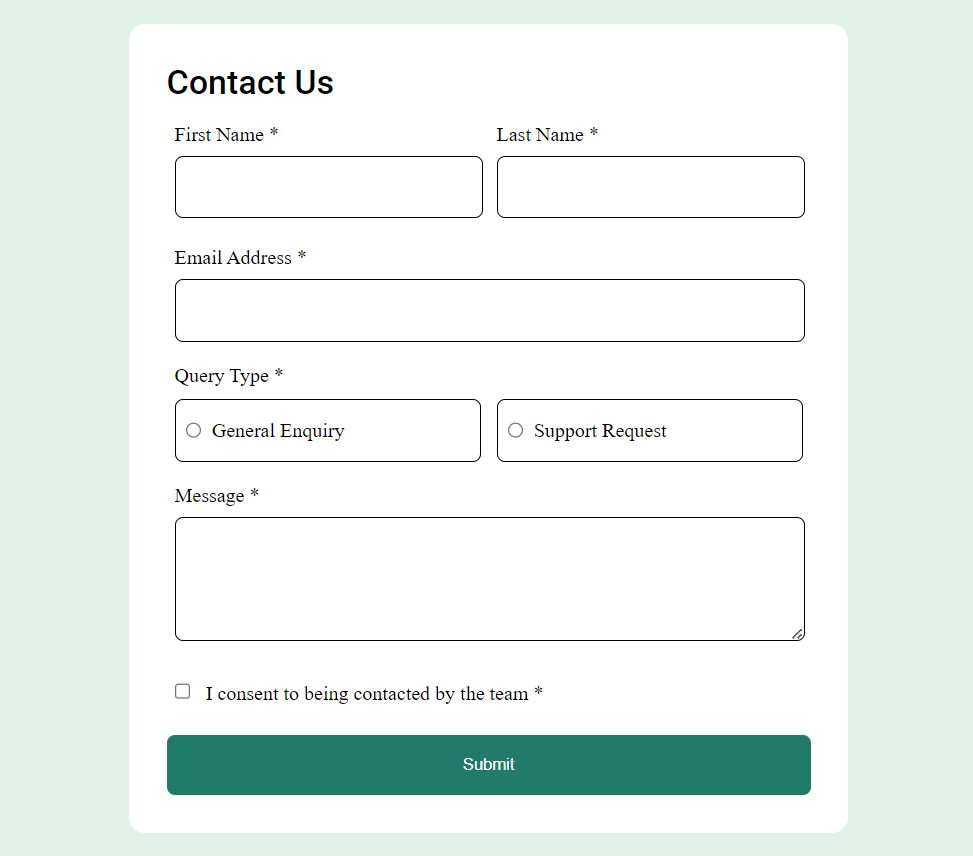 Contact Us
First Name * Last Name *
Email Address *
Query Type *
General Enquiry Support Request
Message *
I consent to being contacted by the team *
Submit